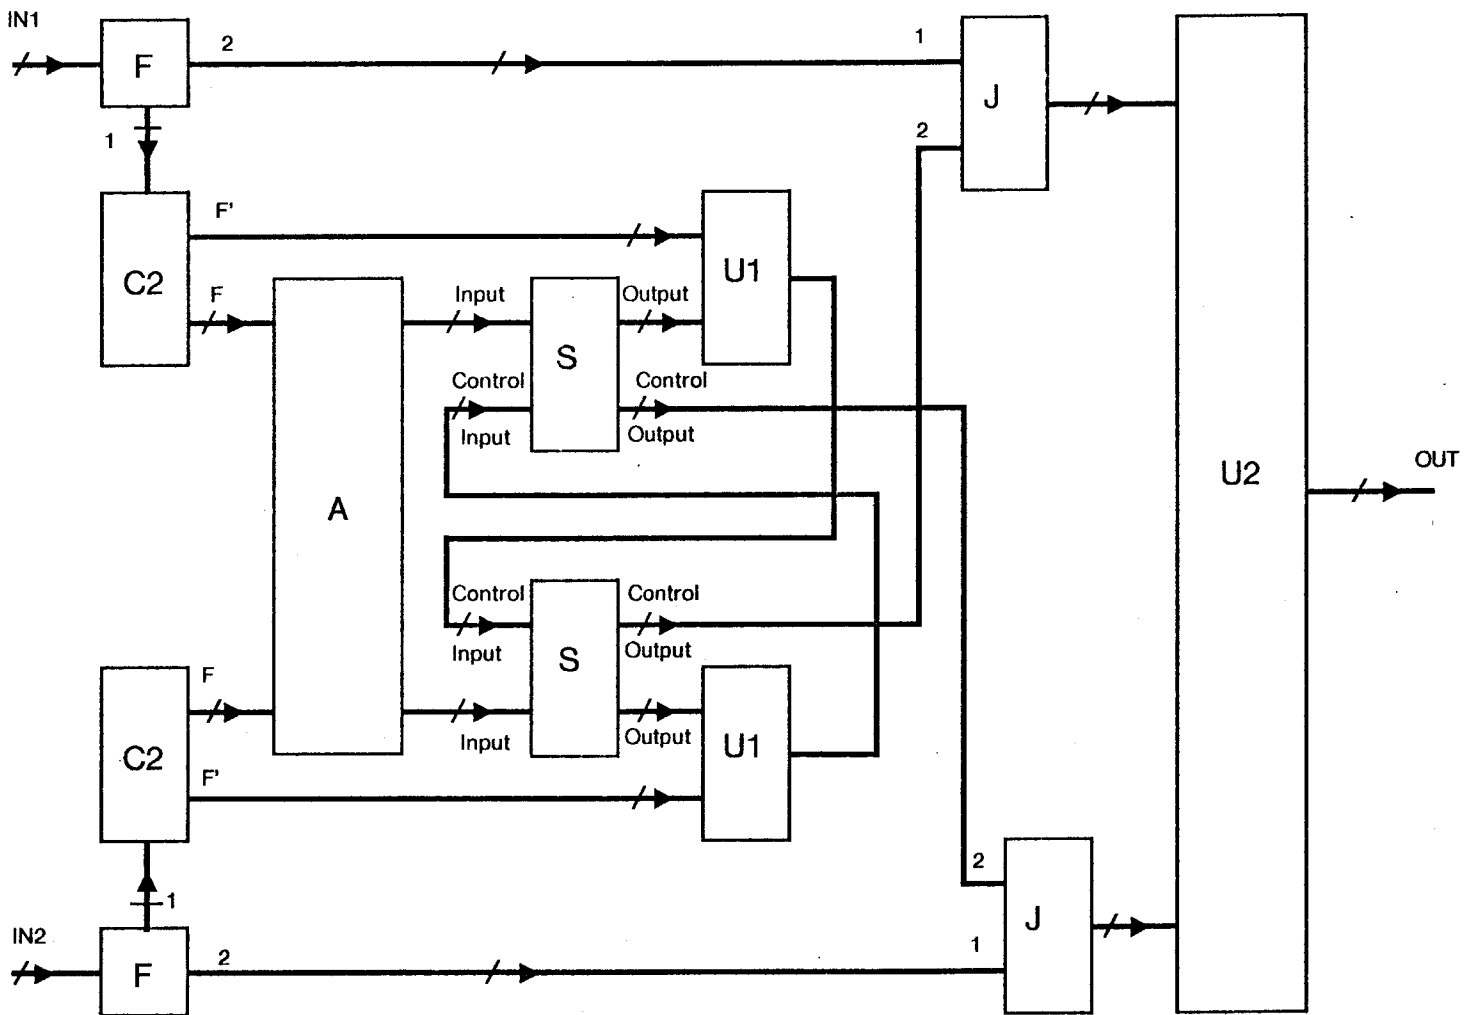 IN1
F
2
1
J
1
2
C2
F'
F
U1
Input
Output
S
Control
Control
Input
Output
A
U2
OUT
Control
Control
Input
Output
S
F
C2
F'
Input
Output
U1
1
2
J
1
IN2
F
2